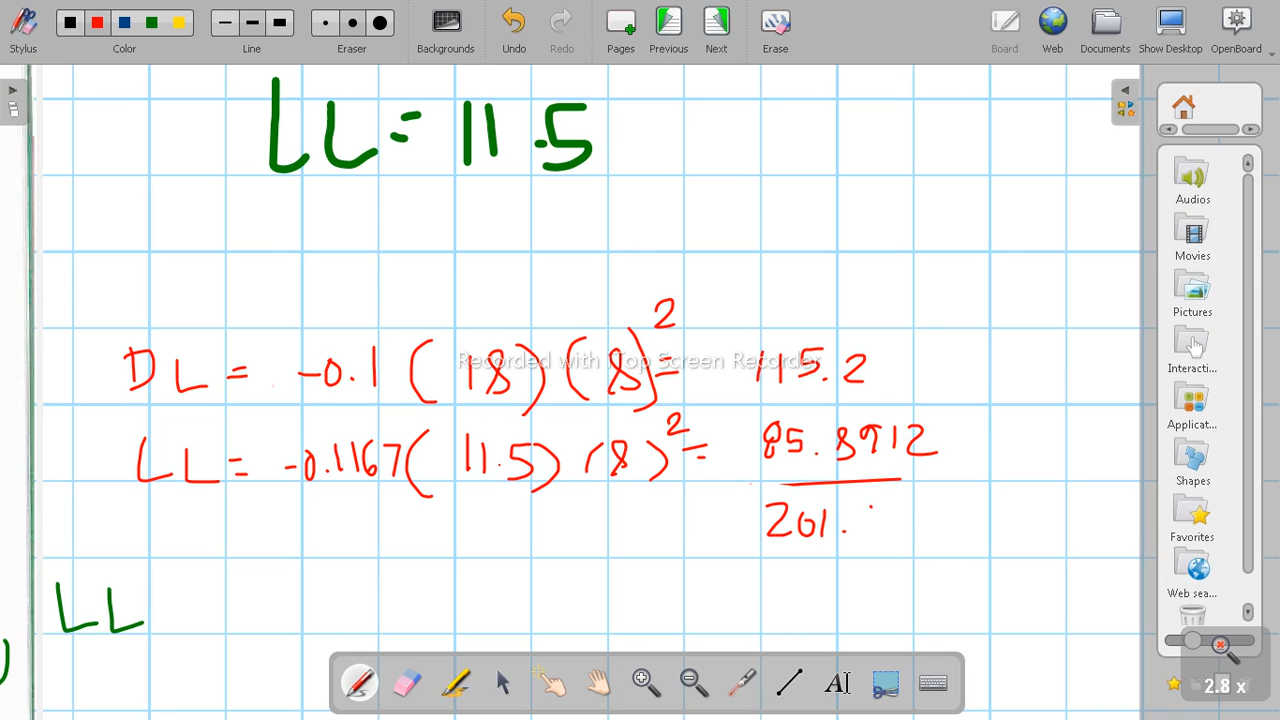 Stylus
Color
Line
Eraser
Backgrounds
Undo
Redo
Pages
Previous
Next
Erase
Board
Web
Documents
Show Desktop
OpenBoard
LL = 11.5
Recorded with iTop Screen Recorder
DL = -0.1 (18)(8)² = 115.2
LL = -0.1167(11.5)(8)² = 85.8912
201.
LL
Audios
Movies
Pictures
Interacti...
Applicat...
Shapes
Favorites
Web sea...
AI
2.8 x